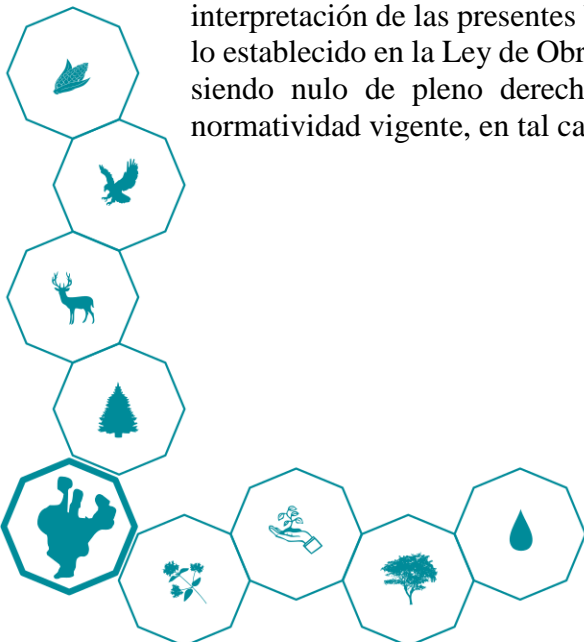 interpretación de las presentes
lo establecido en la Ley de Obr
siendo nulo de pleno derech
normatividad vigente, en tal ca